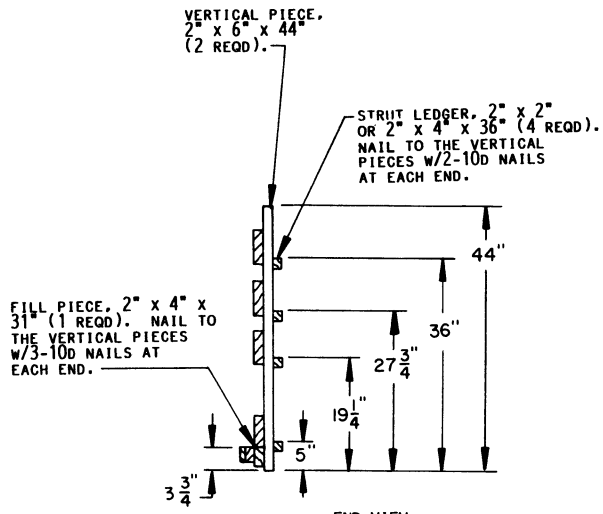 VERTICAL PIECE,
2" x 6" x 44"
(2 REQD).
STRUT LEDGER, 2" x 2"
OR 2" x 4" x 36" (4 REQD).
NAIL TO THE VERTICAL
PIECES W/2-10D NAILS
AT EACH END.
FILL PIECE, 2" x 4" x
31" (1 REQD). NAIL TO
THE VERTICAL PIECES
W/3-10D NAILS AT
EACH END.
44"
36"
27 3/4"
19 1/4"
5"
3 3/4"
END VIEW